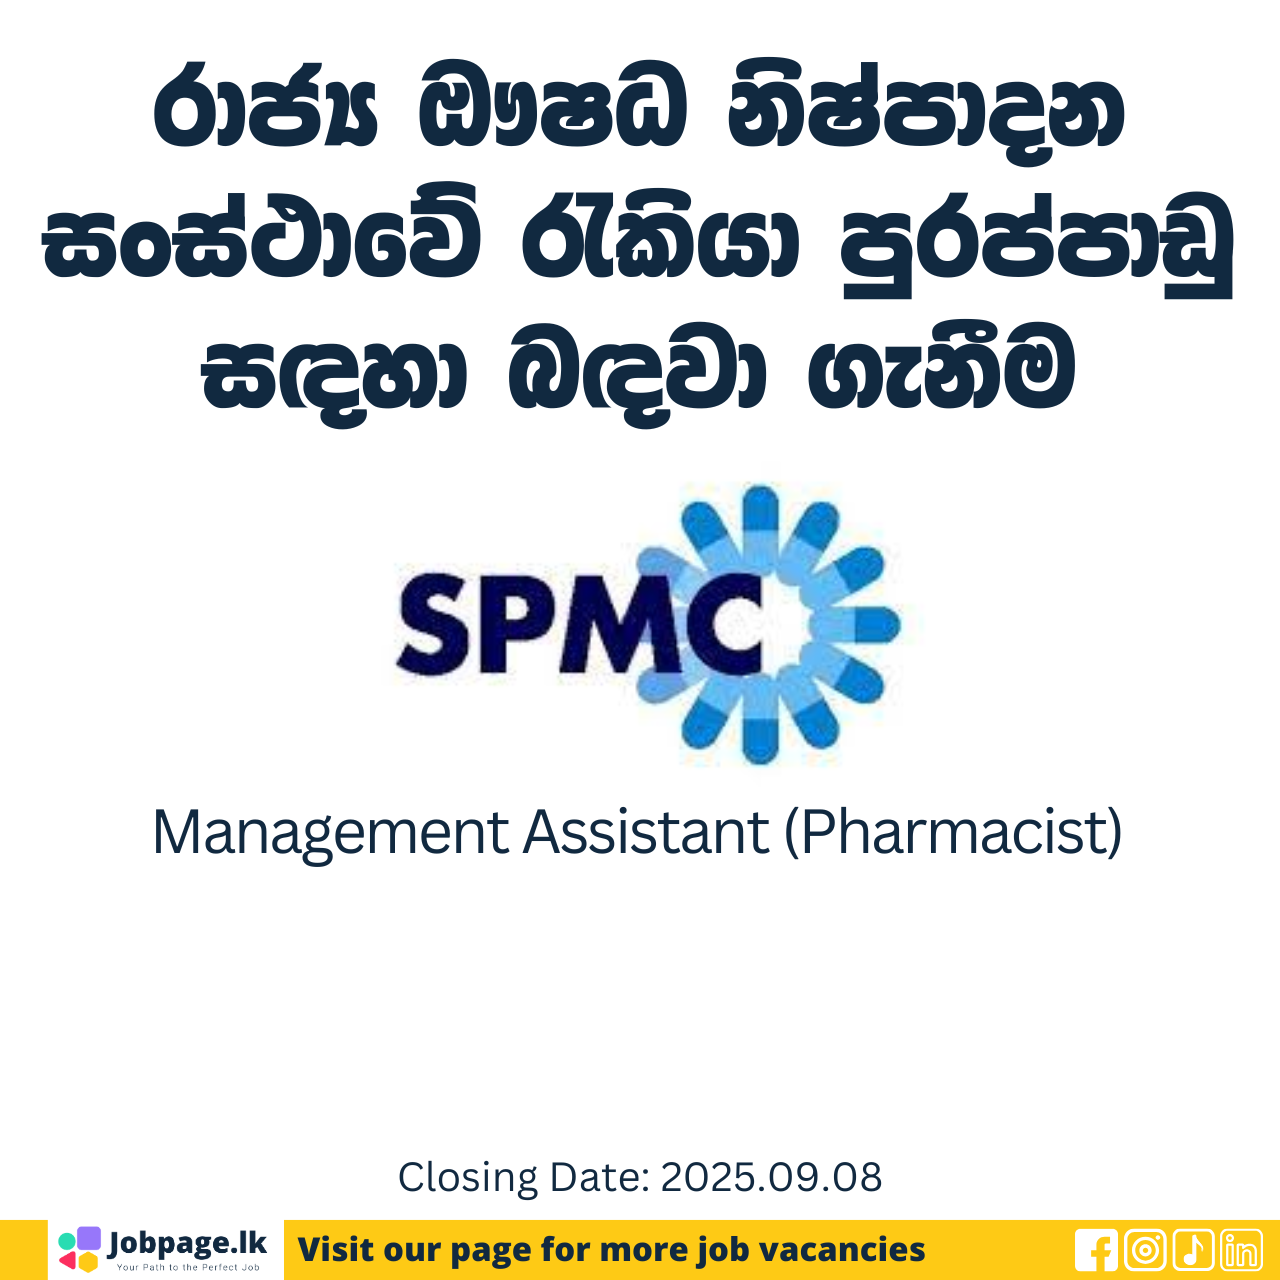 රාජ්‍ය ඖෂධ නිෂ්පාදන
සංස්ථාවේ රැකියා පුරප්පාඩු
සඳහා බඳවා ගැනීම
SPMC
Management Assistant (Pharmacist)
Closing Date: 2025.09.08
Jobpage.lk
Your Path to the Perfect Job
Visit our page for more job vacancies